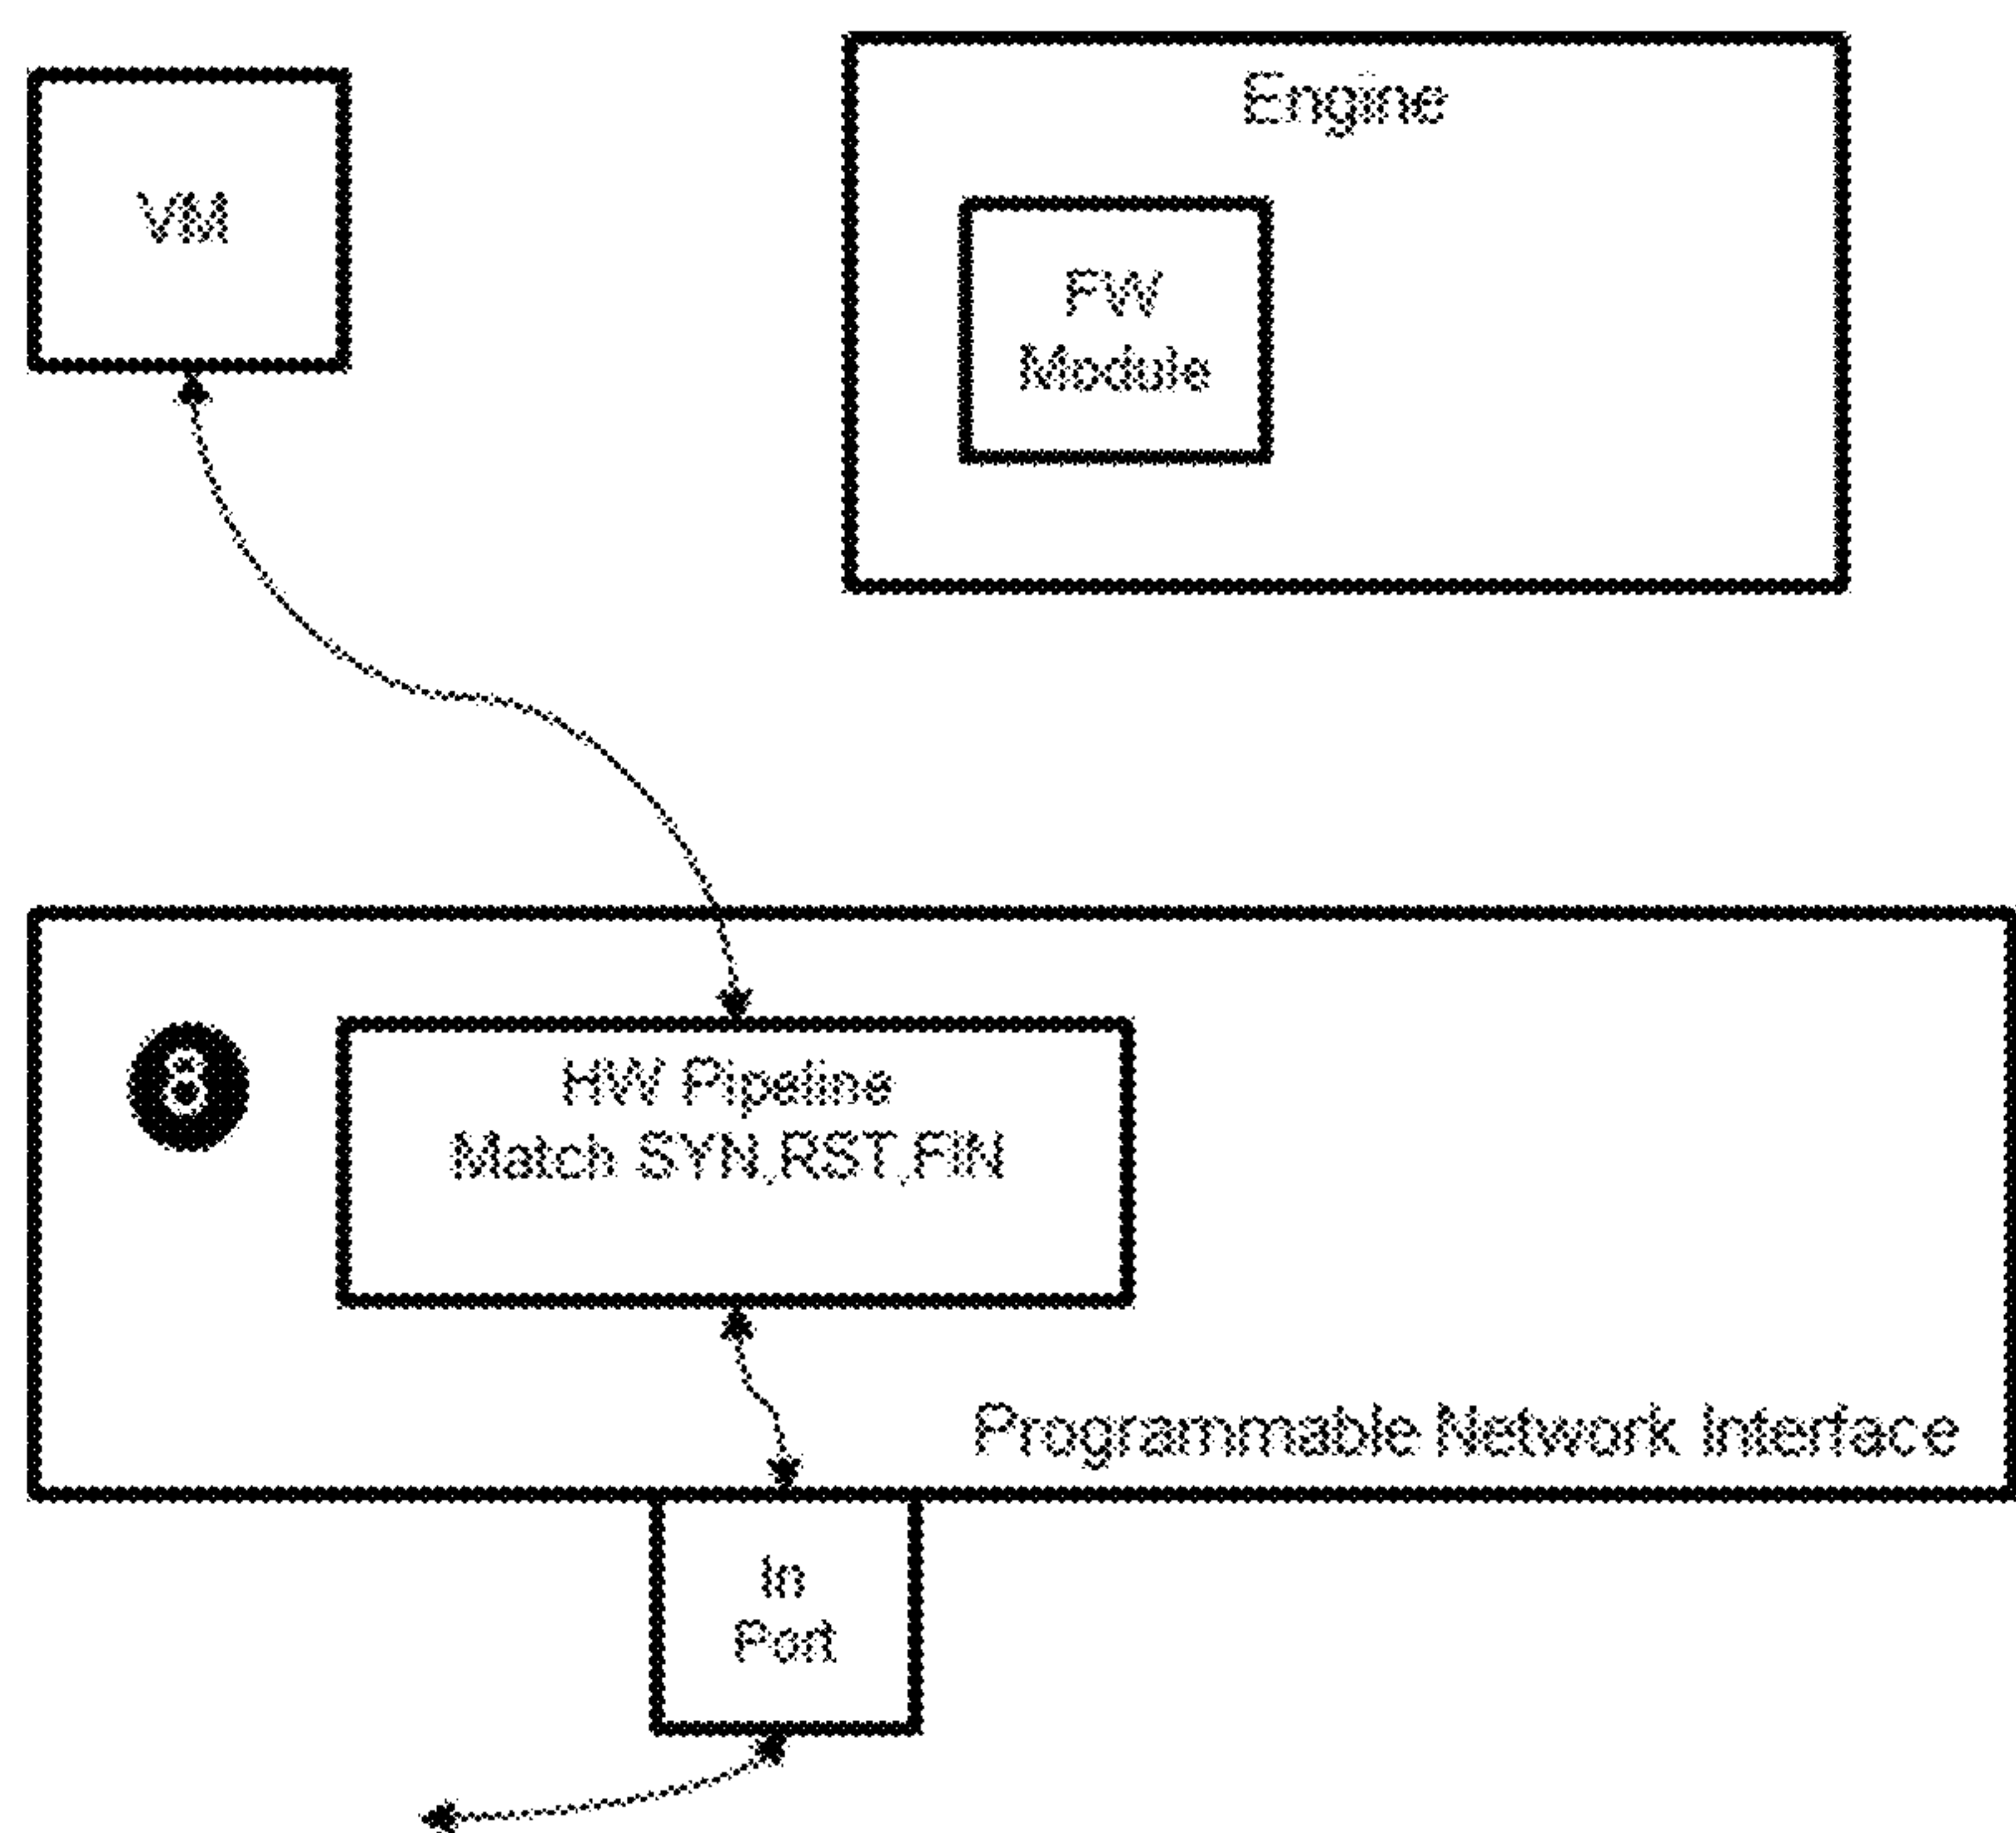 Engine
VM
FW
Module
8
HW Pipeline
Match SYN,RST,FIN
Programmable Network Interface
In
Port